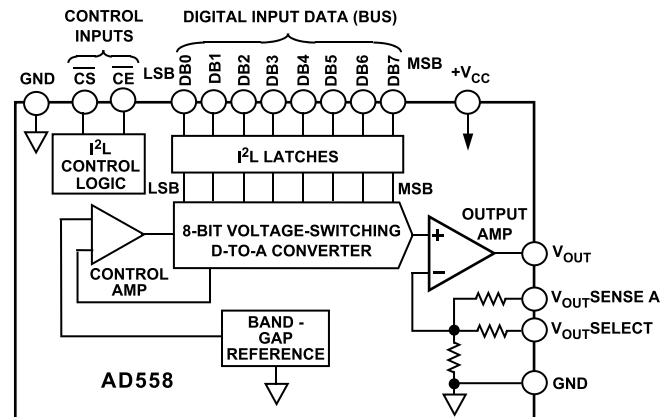 CONTROL
INPUTS
DIGITAL INPUT DATA (BUS)
GND
CS
CE
LSB
DB0
DB1
DB2
DB3
DB4
DB5
DB6
DB7
MSB
+VCC
I2L
CONTROL
LOGIC
I2L LATCHES
LSB
MSB
8-BIT VOLTAGE-SWITCHING
D-TO-A CONVERTER
CONTROL
AMP
OUTPUT
AMP
+
–
VOUT
VOUTSENSE A
VOUTSELECT
BAND -
GAP
REFERENCE
GND
AD558